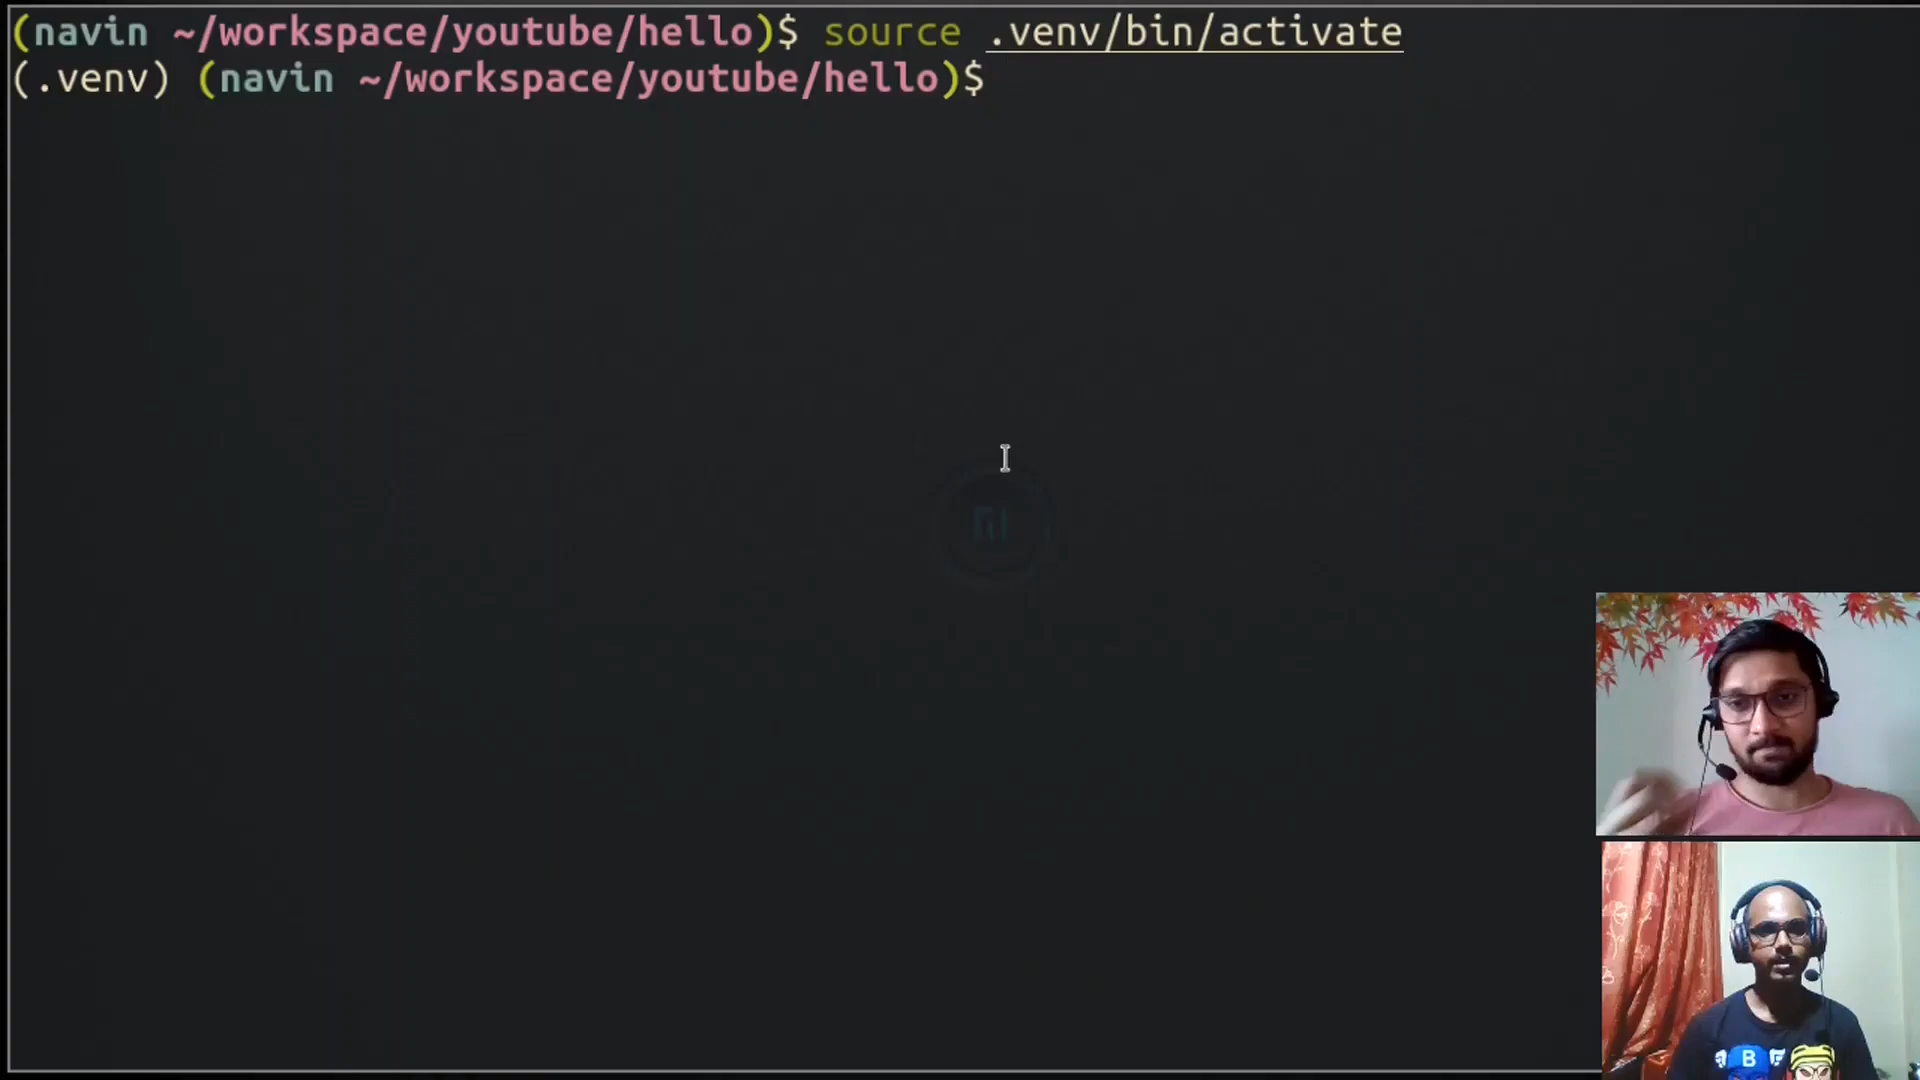 (navin ~/workspace/youtube/hello)$ source .venv/bin/activate
(.venv) (navin ~/workspace/youtube/hello)$
B